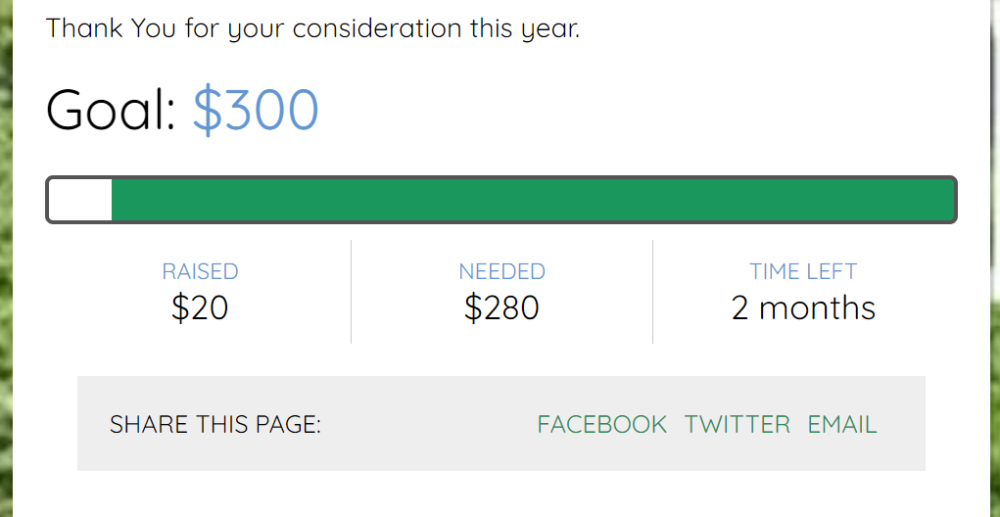 Thank You for your consideration this year.
Goal: $300
RAISED NEEDED TIME LEFT
$20 $280 2 months
SHARE THIS PAGE: FACEBOOK TWITTER EMAIL